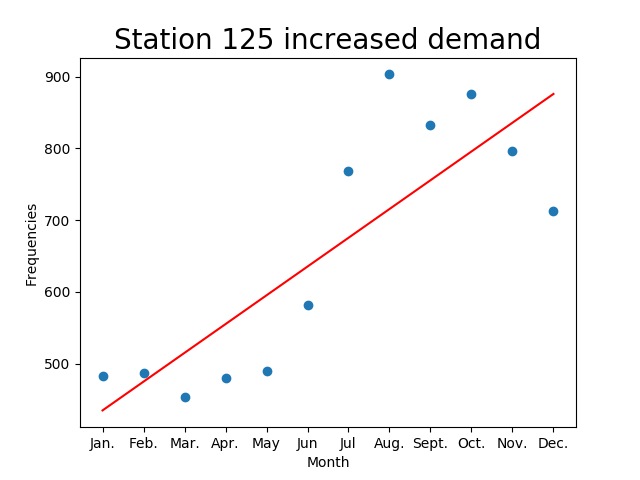 Station 125 increased demand
900
800
700
600
500
Frequencies
Jan. Feb. Mar. Apr. May Jun Jul Aug. Sept. Oct. Nov. Dec.
Month